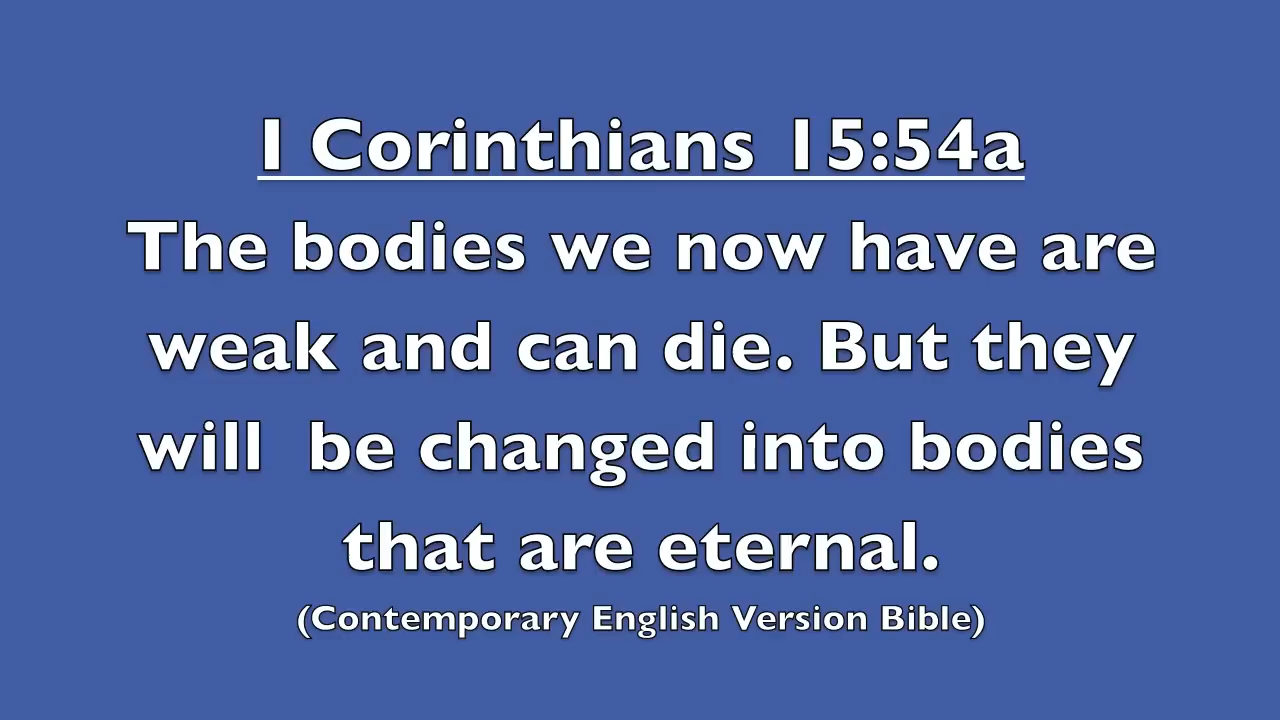 1 Corinthians 15:54a
The bodies we now have are
weak and can die. But they
will  be changed into bodies
that are eternal.
(Contemporary English Version Bible)